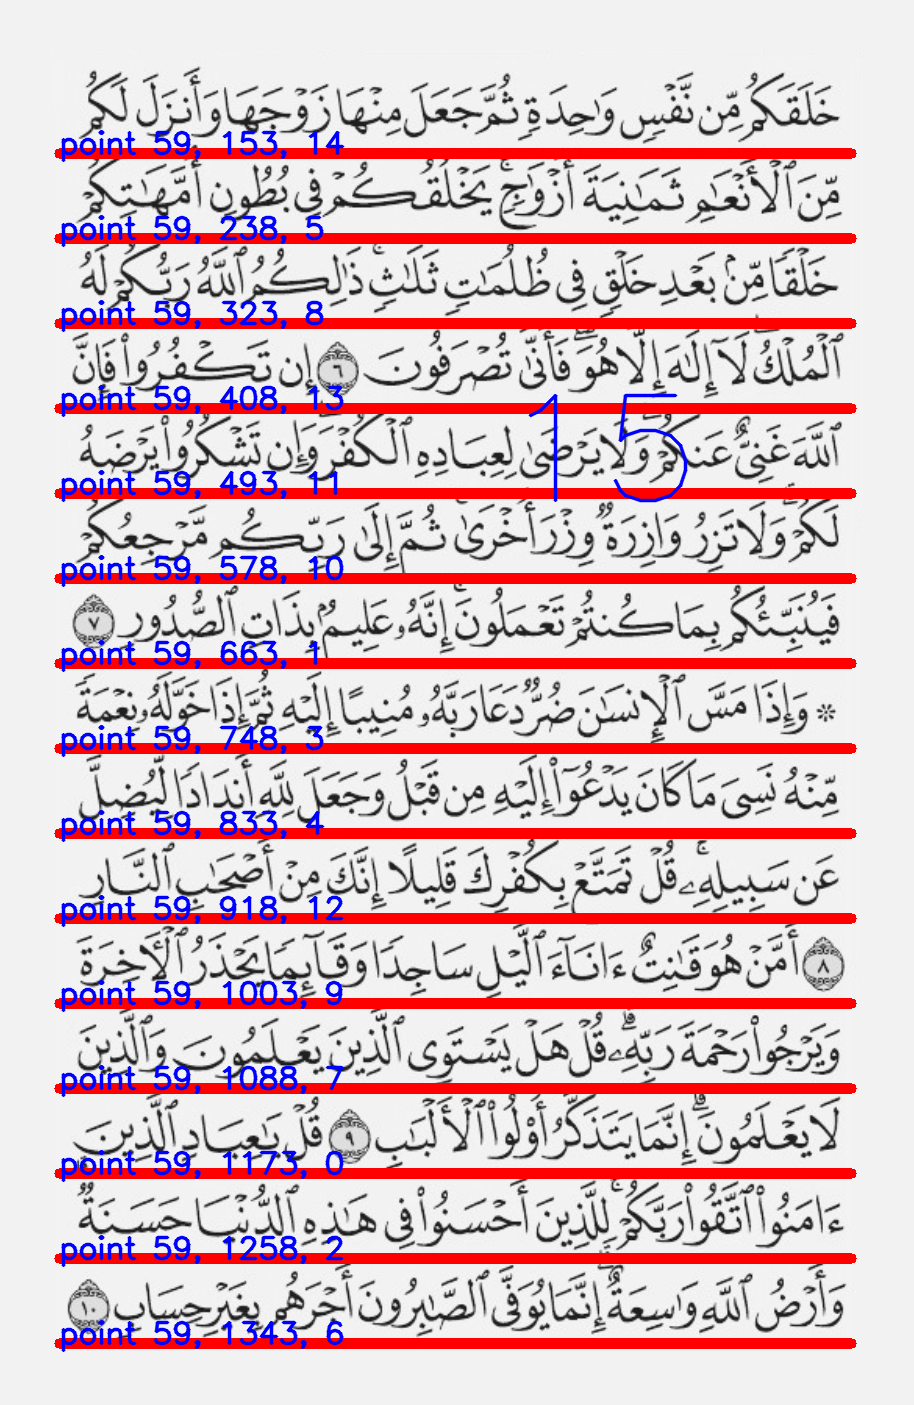 خَلَقَكُم مِّن نَّفْسٍ وَٰحِدَةٍ ثُمَّ جَعَلَ مِنْهَا زَوْجَهَا وَأَنزَلَ لَكُم
point 59, 153, 14
مِّنَ ٱلْأَنْعَٰمِ ثَمَٰنِيَةَ أَزْوَٰجٍ ۚ يَخْلُقُكُمْ فِى بُطُونِ أُمَّهَٰتِكُمْ
point 59, 238, 5
خَلْقًا مِّنۢ بَعْدِ خَلْقٍ فِى ظُلُمَٰتٍ ثَلَٰثٍ ۚ ذَٰلِكُمُ ٱللَّهُ رَبُّكُمْ لَهُ
point 59, 323, 8
ٱلْمُلْكُ ۖ لَآ إِلَٰهَ إِلَّا هُوَ ۖ فَأَنَّىٰ تُصْرَفُونَ ٦ إِن تَكْفُرُوا۟ فَإِنَّ
point 59, 408, 13
15
ٱللَّهَ غَنِىٌّ عَنكُمْ ۖ وَلَا يَرْضَىٰ لِعِبَادِهِ ٱلْكُفْرَ ۖ وَإِن تَشْكُرُوا۟ يَرْضَهُ
point 59, 493, 11
لَكُمْ ۗ وَلَا تَزِرُ وَازِرَةٌ وِزْرَ أُخْرَىٰ ۗ ثُمَّ إِلَىٰ رَبِّكُم مَّرْجِعُكُمْ
point 59, 578, 10
فَيُنَبِّئُكُم بِمَا كُنتُمْ تَعْمَلُونَ ۚ إِنَّهُۥ عَلِيمٌۢ بِذَاتِ ٱلصُّدُورِ ٧
point 59, 663, 1
* وَإِذَا مَسَّ ٱلْإِنسَٰنَ ضُرٌّ دَعَا رَبَّهُۥ مُنِيبًا إِلَيْهِ ثُمَّ إِذَا خَوَّلَهُۥ نِعْمَةً
point 59, 748, 3
مِّنْهُ نَسِىَ مَا كَانَ يَدْعُوٓا۟ إِلَيْهِ مِن قَبْلُ وَجَعَلَ لِلَّهِ أَندَادًا لِّيُضِلَّ
point 59, 833, 4
عَن سَبِيلِهِۦ ۚ قُلْ تَمَتَّعْ بِكُفْرِكَ قَلِيلًا ۖ إِنَّكَ مِنْ أَصْحَٰبِ ٱلنَّارِ
point 59, 918, 12
٨ أَمَّنْ هُوَ قَٰنِتٌ ءَانَآءَ ٱلَّيْلِ سَاجِدًا وَقَآئِمًا يَحْذَرُ ٱلْءَاخِرَةَ
point 59, 1003, 9
وَيَرْجُوا۟ رَحْمَةَ رَبِّهِۦ ۗ قُلْ هَلْ يَسْتَوِى ٱلَّذِينَ يَعْلَمُونَ وَٱلَّذِينَ
point 59, 1088, 7
لَا يَعْلَمُونَ ۗ إِنَّمَا يَتَذَكَّرُ أُو۟لُوا۟ ٱلْأَلْبَٰبِ ٩ قُلْ يَٰعِبَادِ ٱلَّذِينَ
point 59, 1173, 0
ءَامَنُوا۟ ٱتَّقُوا۟ رَبَّكُمْ ۚ لِلَّذِينَ أَحْسَنُوا۟ فِى هَٰذِهِ ٱلدُّنْيَا حَسَنَةٌ
point 59, 1258, 2
وَأَرْضُ ٱللَّهِ وَٰسِعَةٌ ۗ إِنَّمَا يُوَفَّى ٱلصَّٰبِرُونَ أَجْرَهُم بِغَيْرِ حِسَابٍ ١٠
point 59, 1343, 6